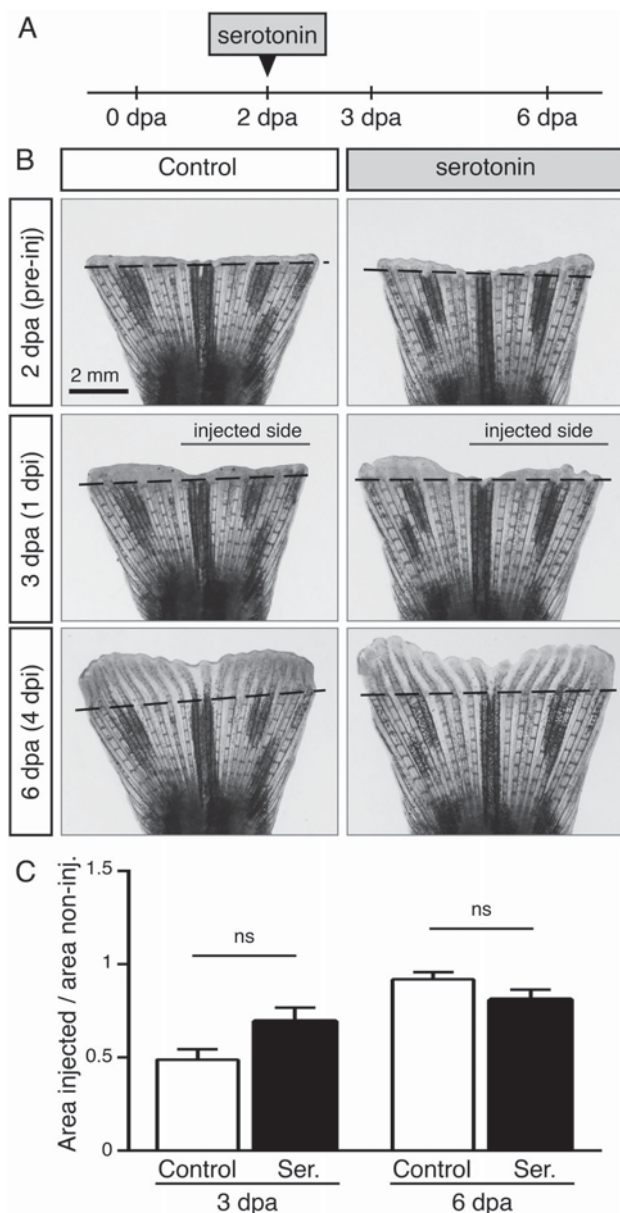 A
serotonin
0 dpa 2 dpa 3 dpa 6 dpa
B
Control serotonin
2 dpa (pre-inj)
2 mm
3 dpa (1 dpi)
injected side injected side
6 dpa (4 dpi)
C
Area injected / area non-inj.
1.5
1
0.5
0
ns ns
Control Ser. Control Ser.
3 dpa 6 dpa